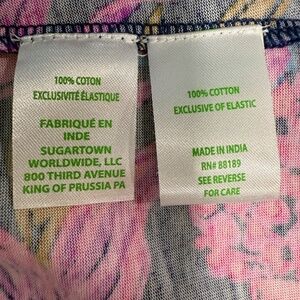 100% COTON
EXCLUSIVITÉ ÉLASTIQUE
FABRIQUÉ EN
INDE
SUGARTOWN
WORLDWIDE, LLC
800 THIRD AVENUE
KING OF PRUSSIA PA
100% COTTON
EXCLUSIVE OF ELASTIC
MADE IN INDIA
RN# 88189
SEE REVERSE
FOR CARE